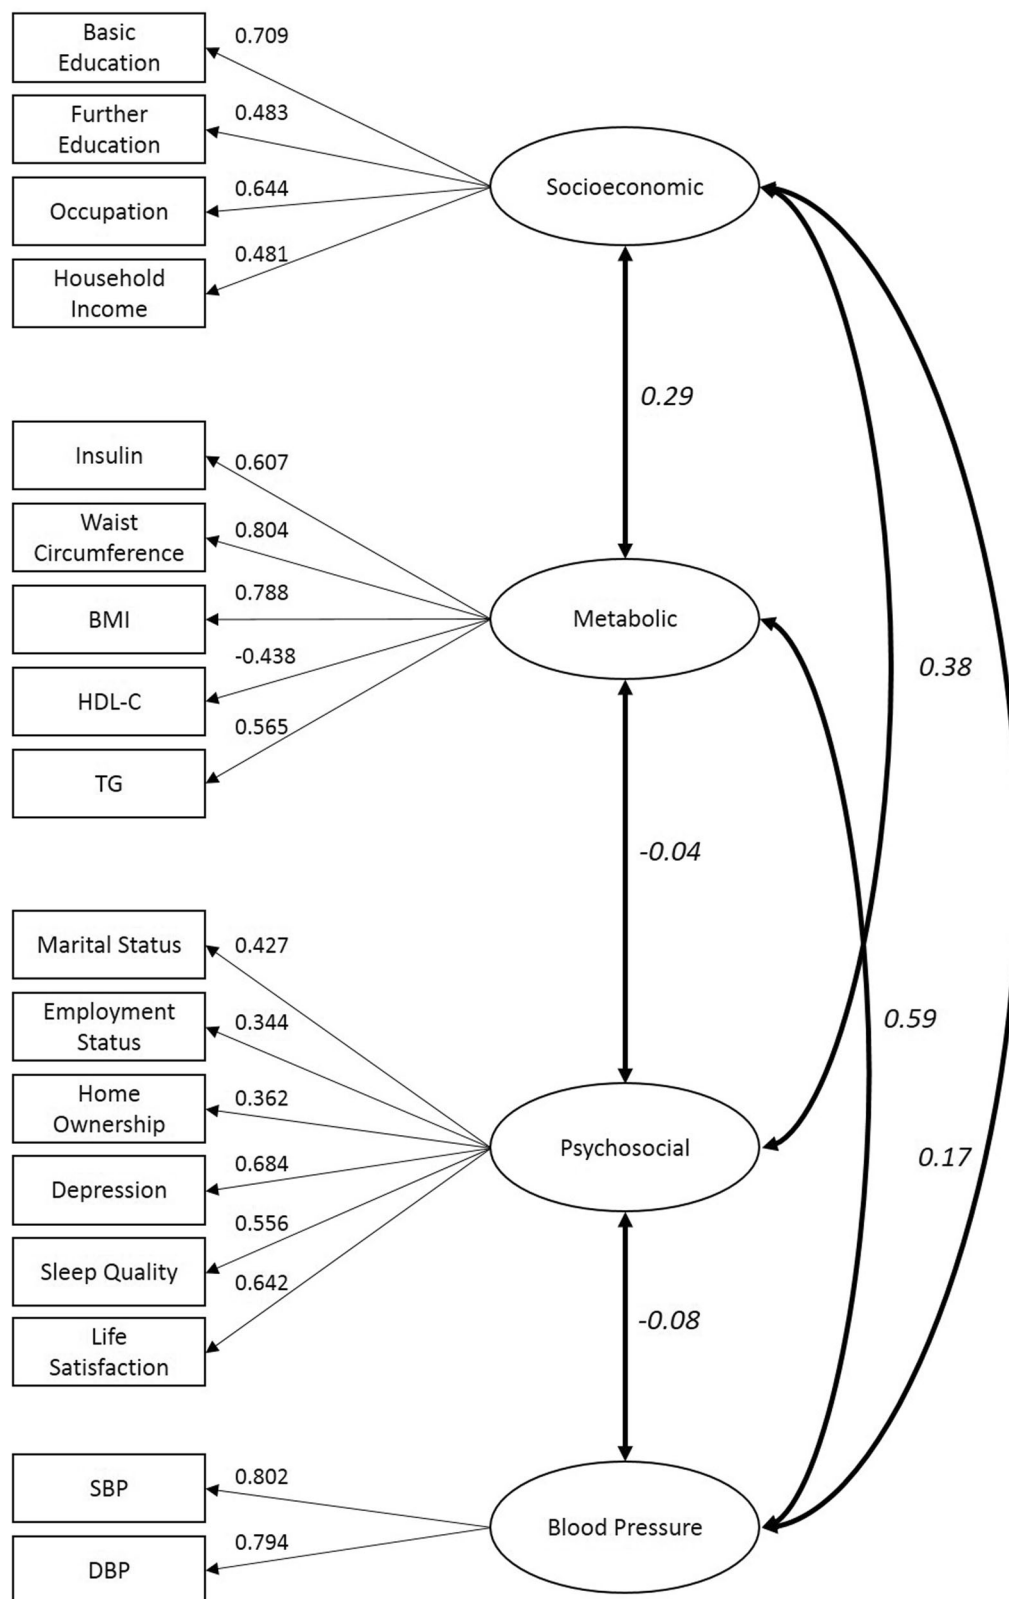 Basic
Education
0.709
Further
Education
0.483
Occupation
0.644
Household
Income
0.481
Socioeconomic
0.29
Insulin
0.607
Waist
Circumference
0.804
BMI
0.788
HDL-C
-0.438
TG
0.565
Metabolic
0.38
-0.04
Marital Status
0.427
Employment
Status
0.344
Home
Ownership
0.362
Depression
0.684
Sleep Quality
0.556
Life
Satisfaction
0.642
Psychosocial
0.59
0.17
-0.08
SBP
0.802
DBP
0.794
Blood Pressure